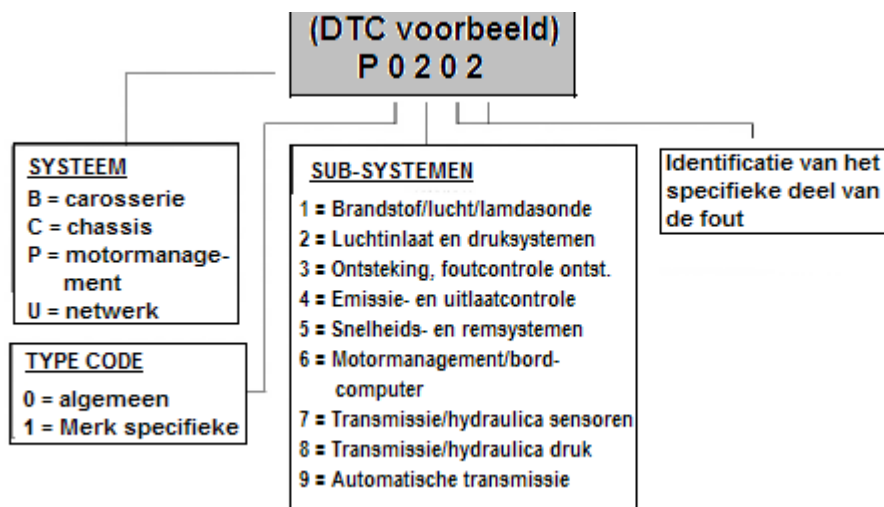 (DTC voorbeeld)
P 0 2 0 2
SYSTEEM
B = carosserie
C = chassis
P = motormanage-
ment
U = netwerk
TYPE CODE
0 = algemeen
1 = Merk specifieke
SUB-SYSTEMEN
1 = Brandstof/lucht/lamdasonde
2 = Luchtinlaat en druksystemen
3 = Ontsteking, foutcontrole ontst.
4 = Emissie- en uitlaatcontrole
5 = Snelheids- en remsystemen
6 = Motormanagement/bord-
computer
7 = Transmissie/hydraulica sensoren
8 = Transmissie/hydraulica druk
9 = Automatische transmissie
Identificatie van het
specifieke deel van
de fout